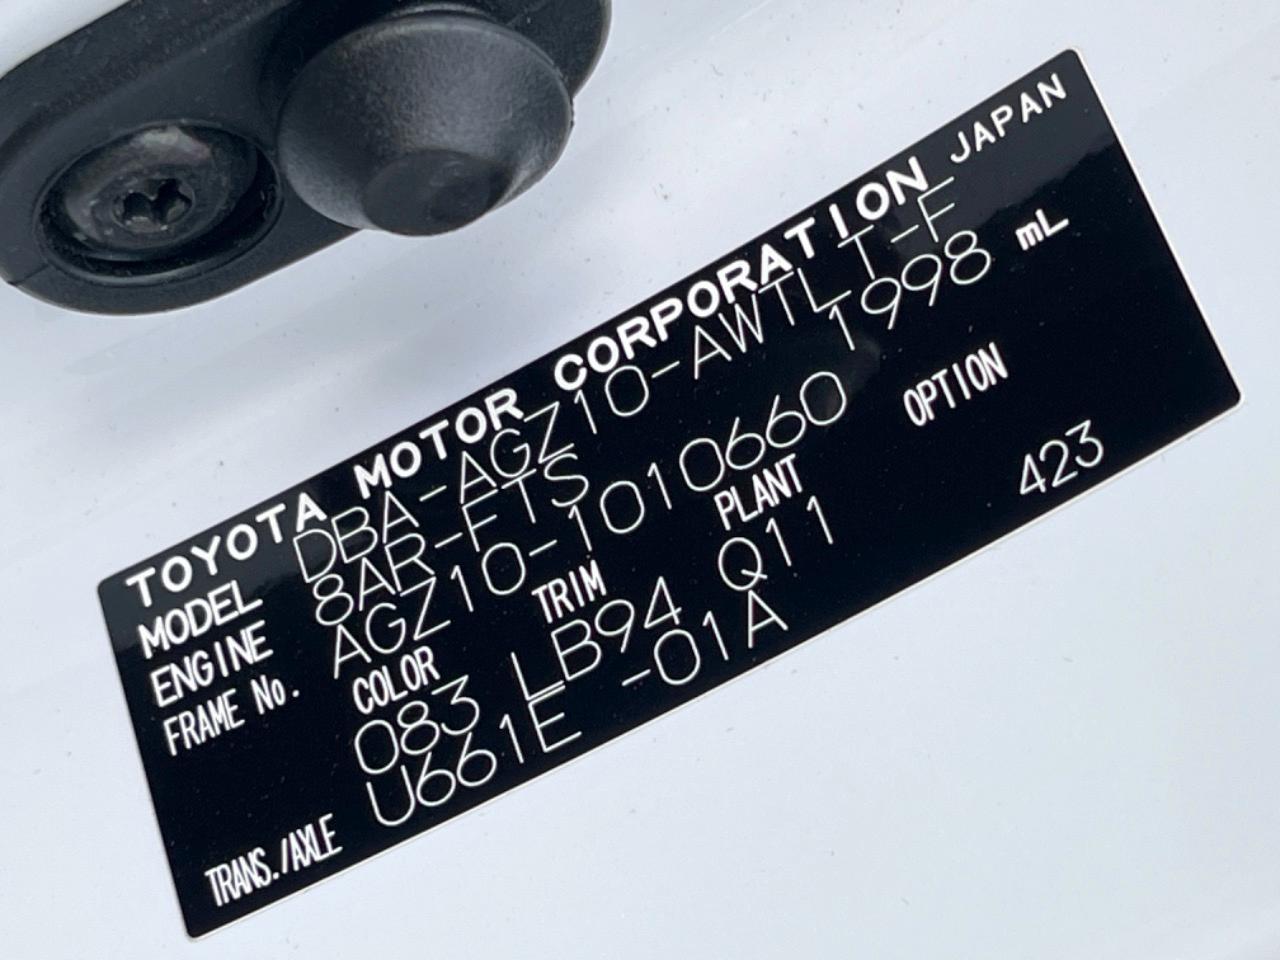 TOYOTA MOTOR CORPORATION JAPAN
MODEL DBA-AGZ10-AWTLT-F
ENGINE 8AR-FTS 1998 mL
FRAME No. AGZ10-1010660
COLOR TRIM PLANT OPTION
083 LB94 Q11 423
TRANS./AXLE U661E -01A